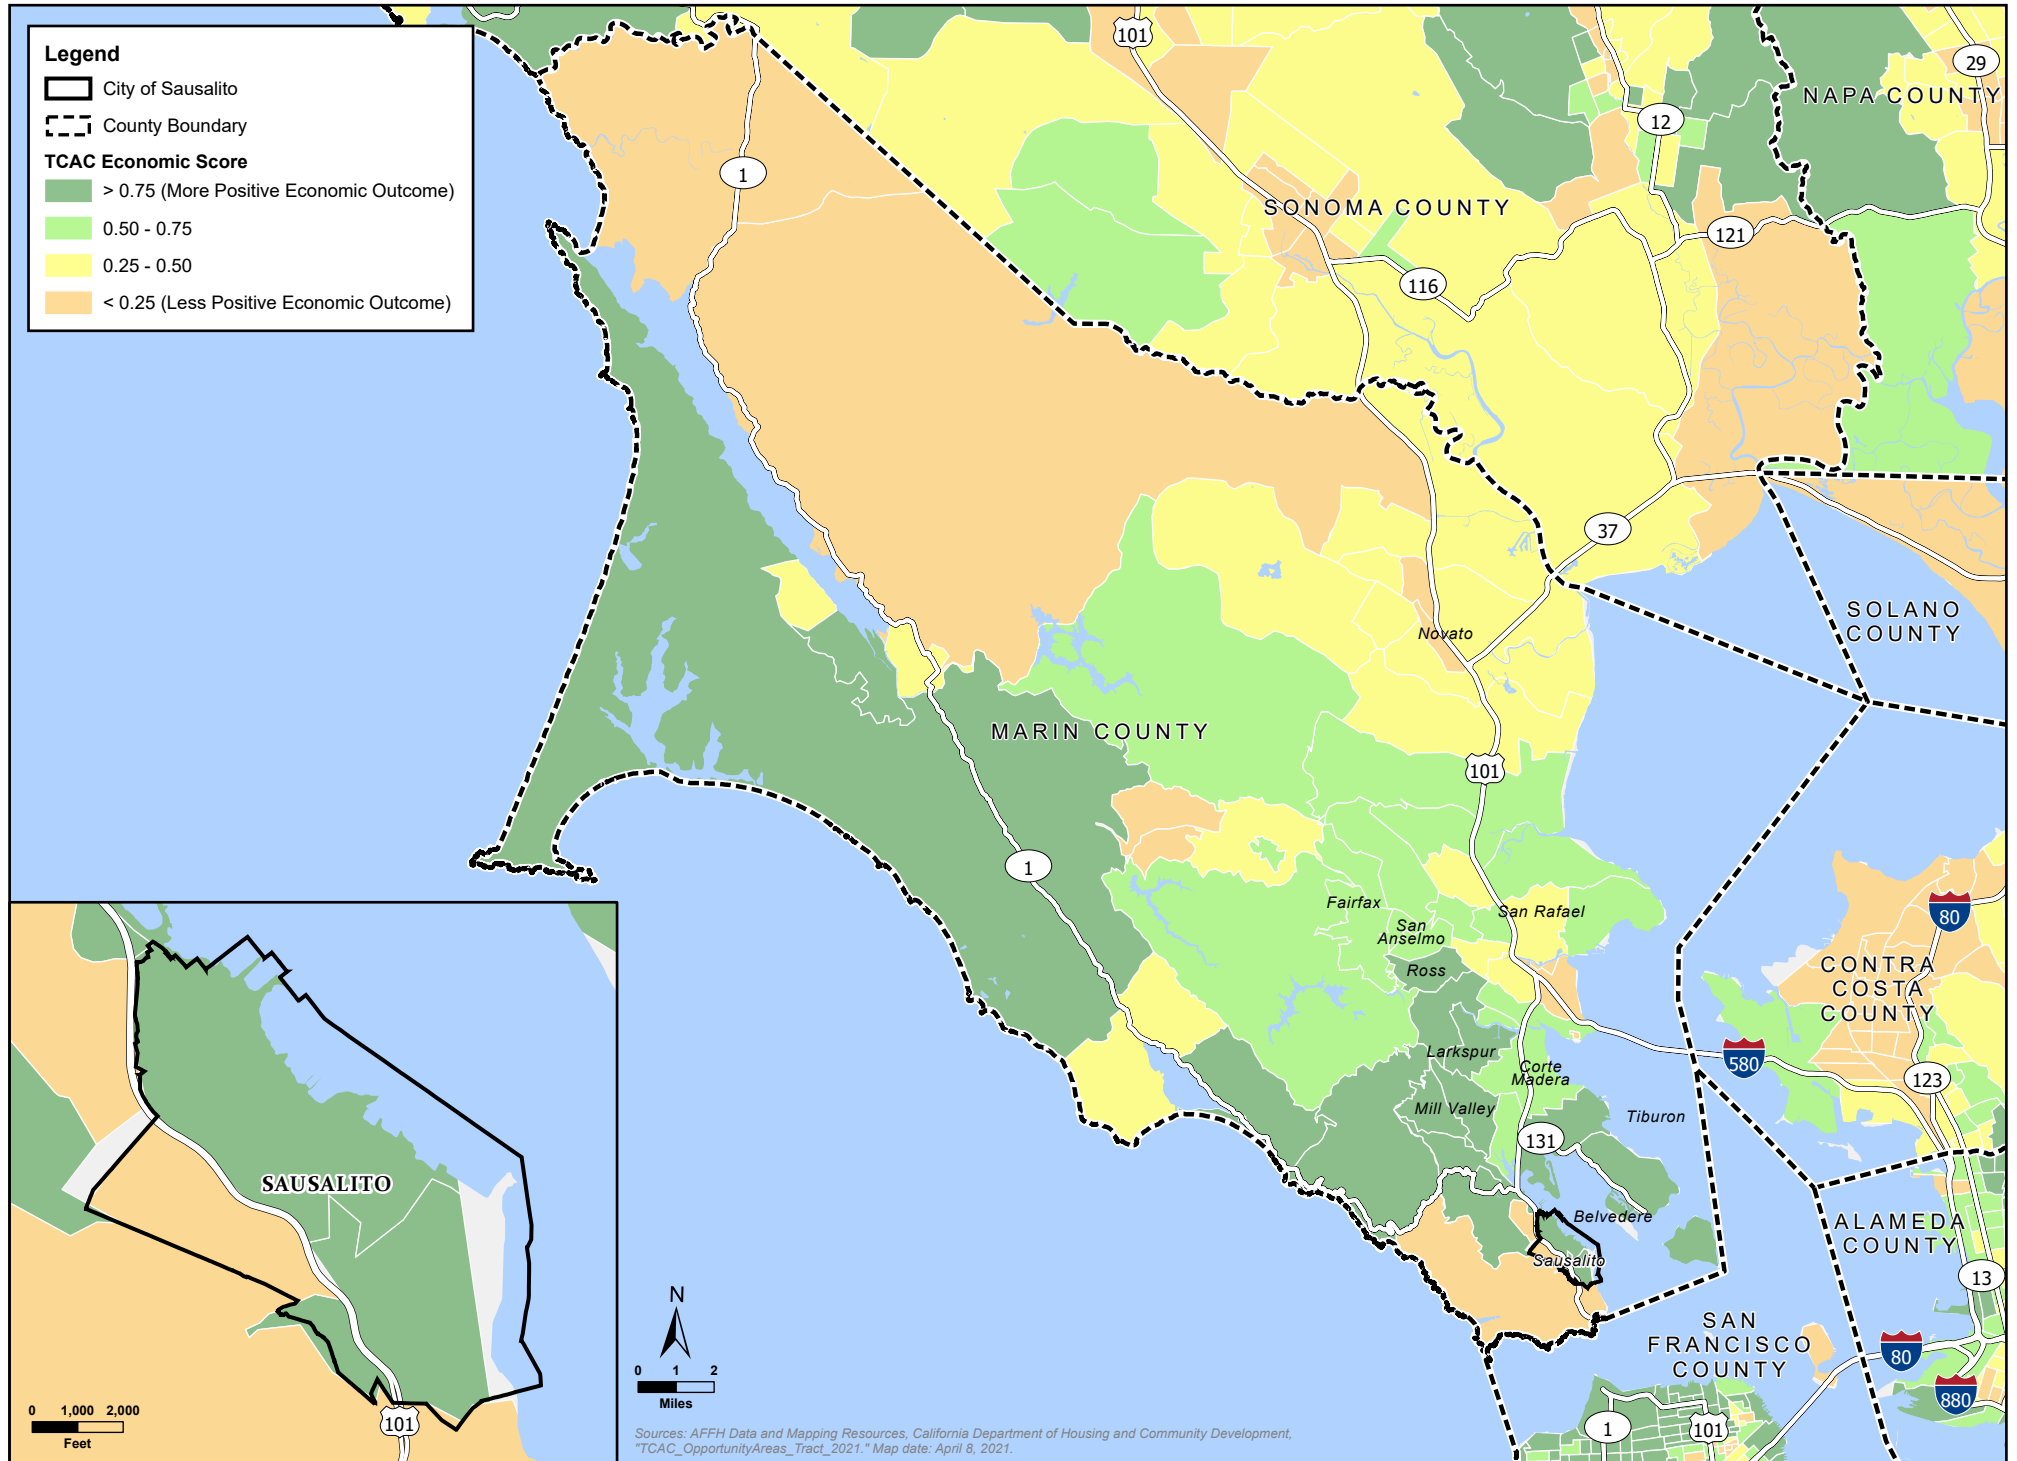 Legend
City of Sausalito
County Boundary
TCAC Economic Score
> 0.75 (More Positive Economic Outcome)
0.50 - 0.75
0.25 - 0.50
< 0.25 (Less Positive Economic Outcome)
101
29
NAPA COUNTY
12
1
SONOMA COUNTY
121
116
37
SOLANO
COUNTY
Novato
MARIN COUNTY
101
1
Fairfax
San Rafael
San
Anselmo
Ross
80
CONTRA
COSTA
COUNTY
Larkspur
Corte
Madera
580
123
Mill Valley
Tiburon
131
Belvedere
Sausalito
ALAMEDA
COUNTY
13
SAN
FRANCISCO
COUNTY
80
880
1
101
SAUSALITO
101
0 1,000 2,000
Feet
N
0 1 2
Miles
Sources: AFFH Data and Mapping Resources, California Department of Housing and Community Development,
"TCAC_OpportunityAreas_Tract_2021." Map date: April 8, 2021.